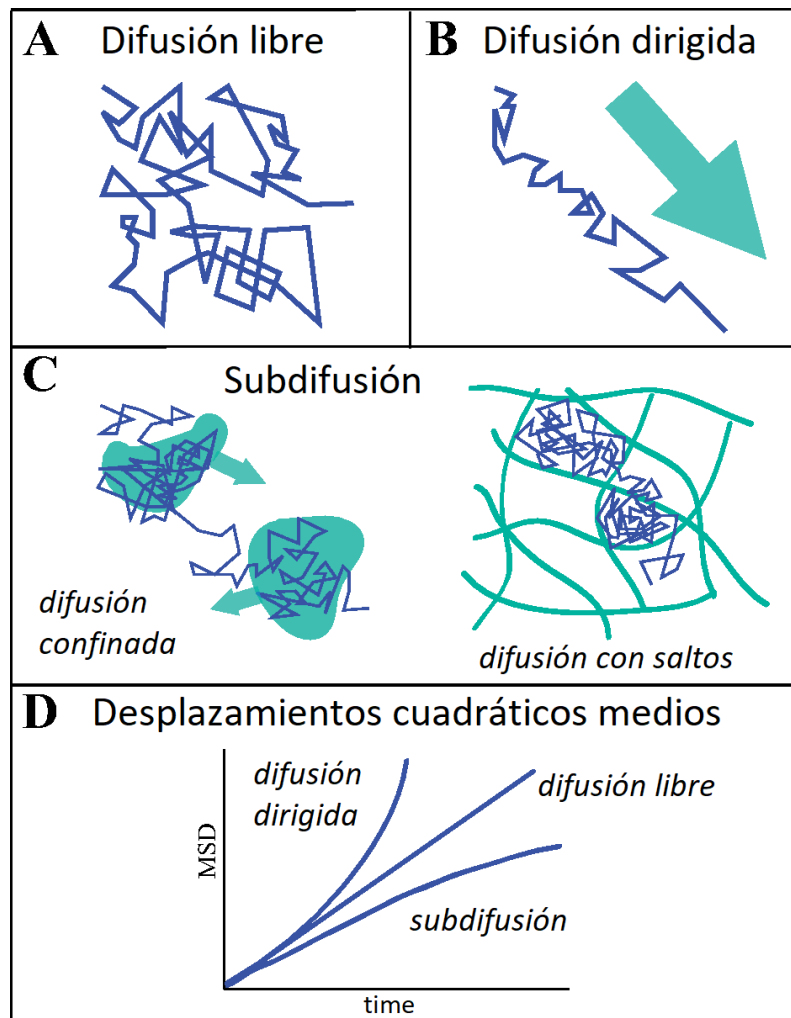 A Difusión libre
B Difusión dirigida
C Subdifusión
difusión
confinada
difusión con saltos
D Desplazamientos cuadráticos medios
MSD
difusión
dirigida
difusión libre
subdifusión
time